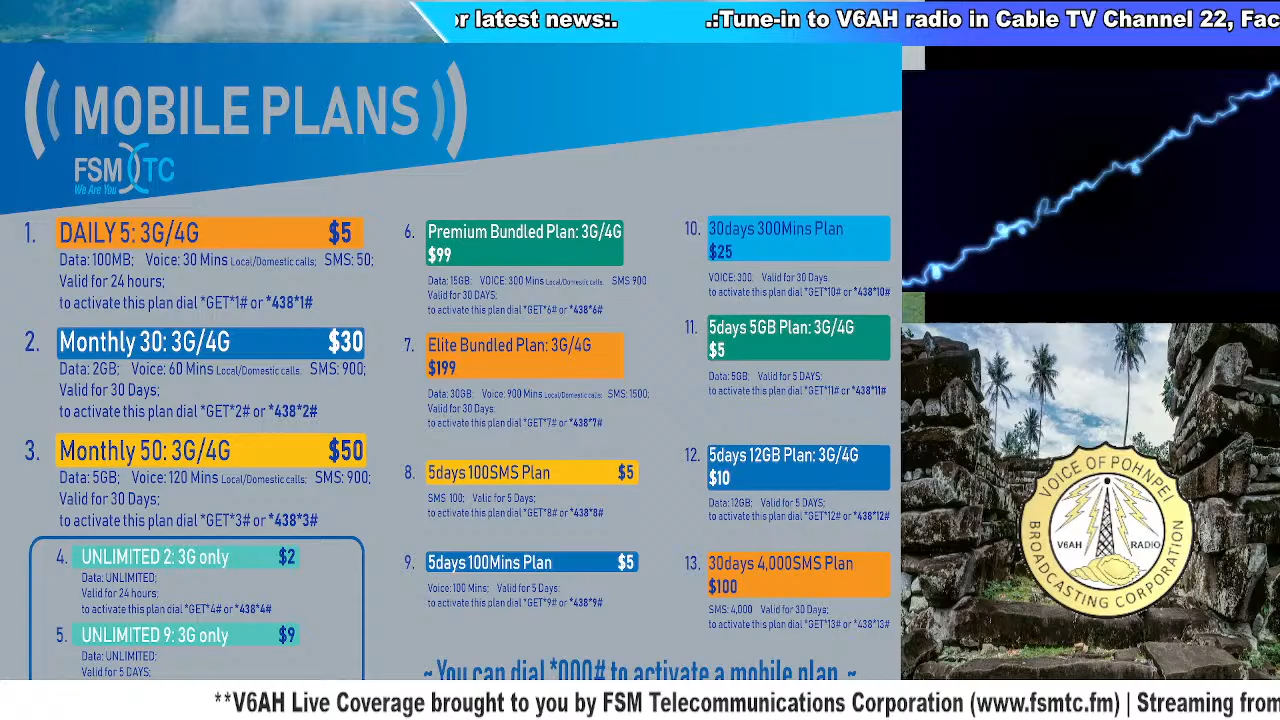 r latest news:.
.:Tune-in to V6AH radio in Cable TV Channel 22, Fac
MOBILE PLANS
FSMTC
We Are You
1. DAILY 5: 3G/4G $5
Data: 100MB; Voice: 30 Mins Local/Domestic calls; SMS: 50;
Valid for 24 hours;
to activate this plan dial *GET*1# or *438*1#
2. Monthly 30: 3G/4G $30
Data: 2GB; Voice: 60 Mins Local/Domestic calls. SMS: 900;
Valid for 30 Days;
to activate this plan dial *GET*2# or *438*2#
3. Monthly 50: 3G/4G $50
Data: 5GB; Voice: 120 Mins Local/Domestic calls; SMS: 900;
Valid for 30 Days;
to activate this plan dial *GET*3# or *438*3#
4. UNLIMITED 2: 3G only $2
Data: UNLIMITED;
Valid for 24 hours;
to activate this plan dial *GET*4# or *438*4#
5. UNLIMITED 9: 3G only $9
Data: UNLIMITED;
Valid for 5 DAYS;
6. Premium Bundled Plan: 3G/4G
$99
Data: 15GB; VOICE: 300 Mins Local/Domestic calls. SMS 900
Valid for 30 DAYS;
to activate this plan dial *GET*6# or *438*6#
7. Elite Bundled Plan: 3G/4G
$199
Data: 30GB; Voice: 900 Mins Local/Domestic calls; SMS: 1500;
Valid for 30 Days;
to activate this plan dial *GET*7# or *438*7#
8. 5days 100SMS Plan $5
SMS 100; Valid for 5 Days;
to activate this plan dial *GET*8# or *438*8#
9. 5days 100Mins Plan $5
Voice: 100 Mins; Valid for 5 Days;
to activate this plan dial *GET*9# or *438*9#
10. 30days 300Mins Plan
$25
VOICE: 300 Valid for 30 Days;
to activate this plan dial *GET*10# or *438*10#
11. 5days 5GB Plan: 3G/4G
$5
Data: 5GB; Valid for 5 DAYS;
to activate this plan dial *GET*11# or *438*11#
12. 5days 12GB Plan: 3G/4G
$10
Data: 12GB; Valid for 5 DAYS;
to activate this plan dial *GET*12# or *438*12#
13. 30days 4,000SMS Plan
$100
SMS: 4,000 Valid for 30 Days;
to activate this plan dial *GET*13# or *438*13#
~ You can dial *000# to activate a mobile plan ~
VOICE OF POHNPEI
V6AH RADIO
BROADCASTING CORPORATION
**V6AH Live Coverage brought to you by FSM Telecommunications Corporation (www.fsmtc.fm) | Streaming from